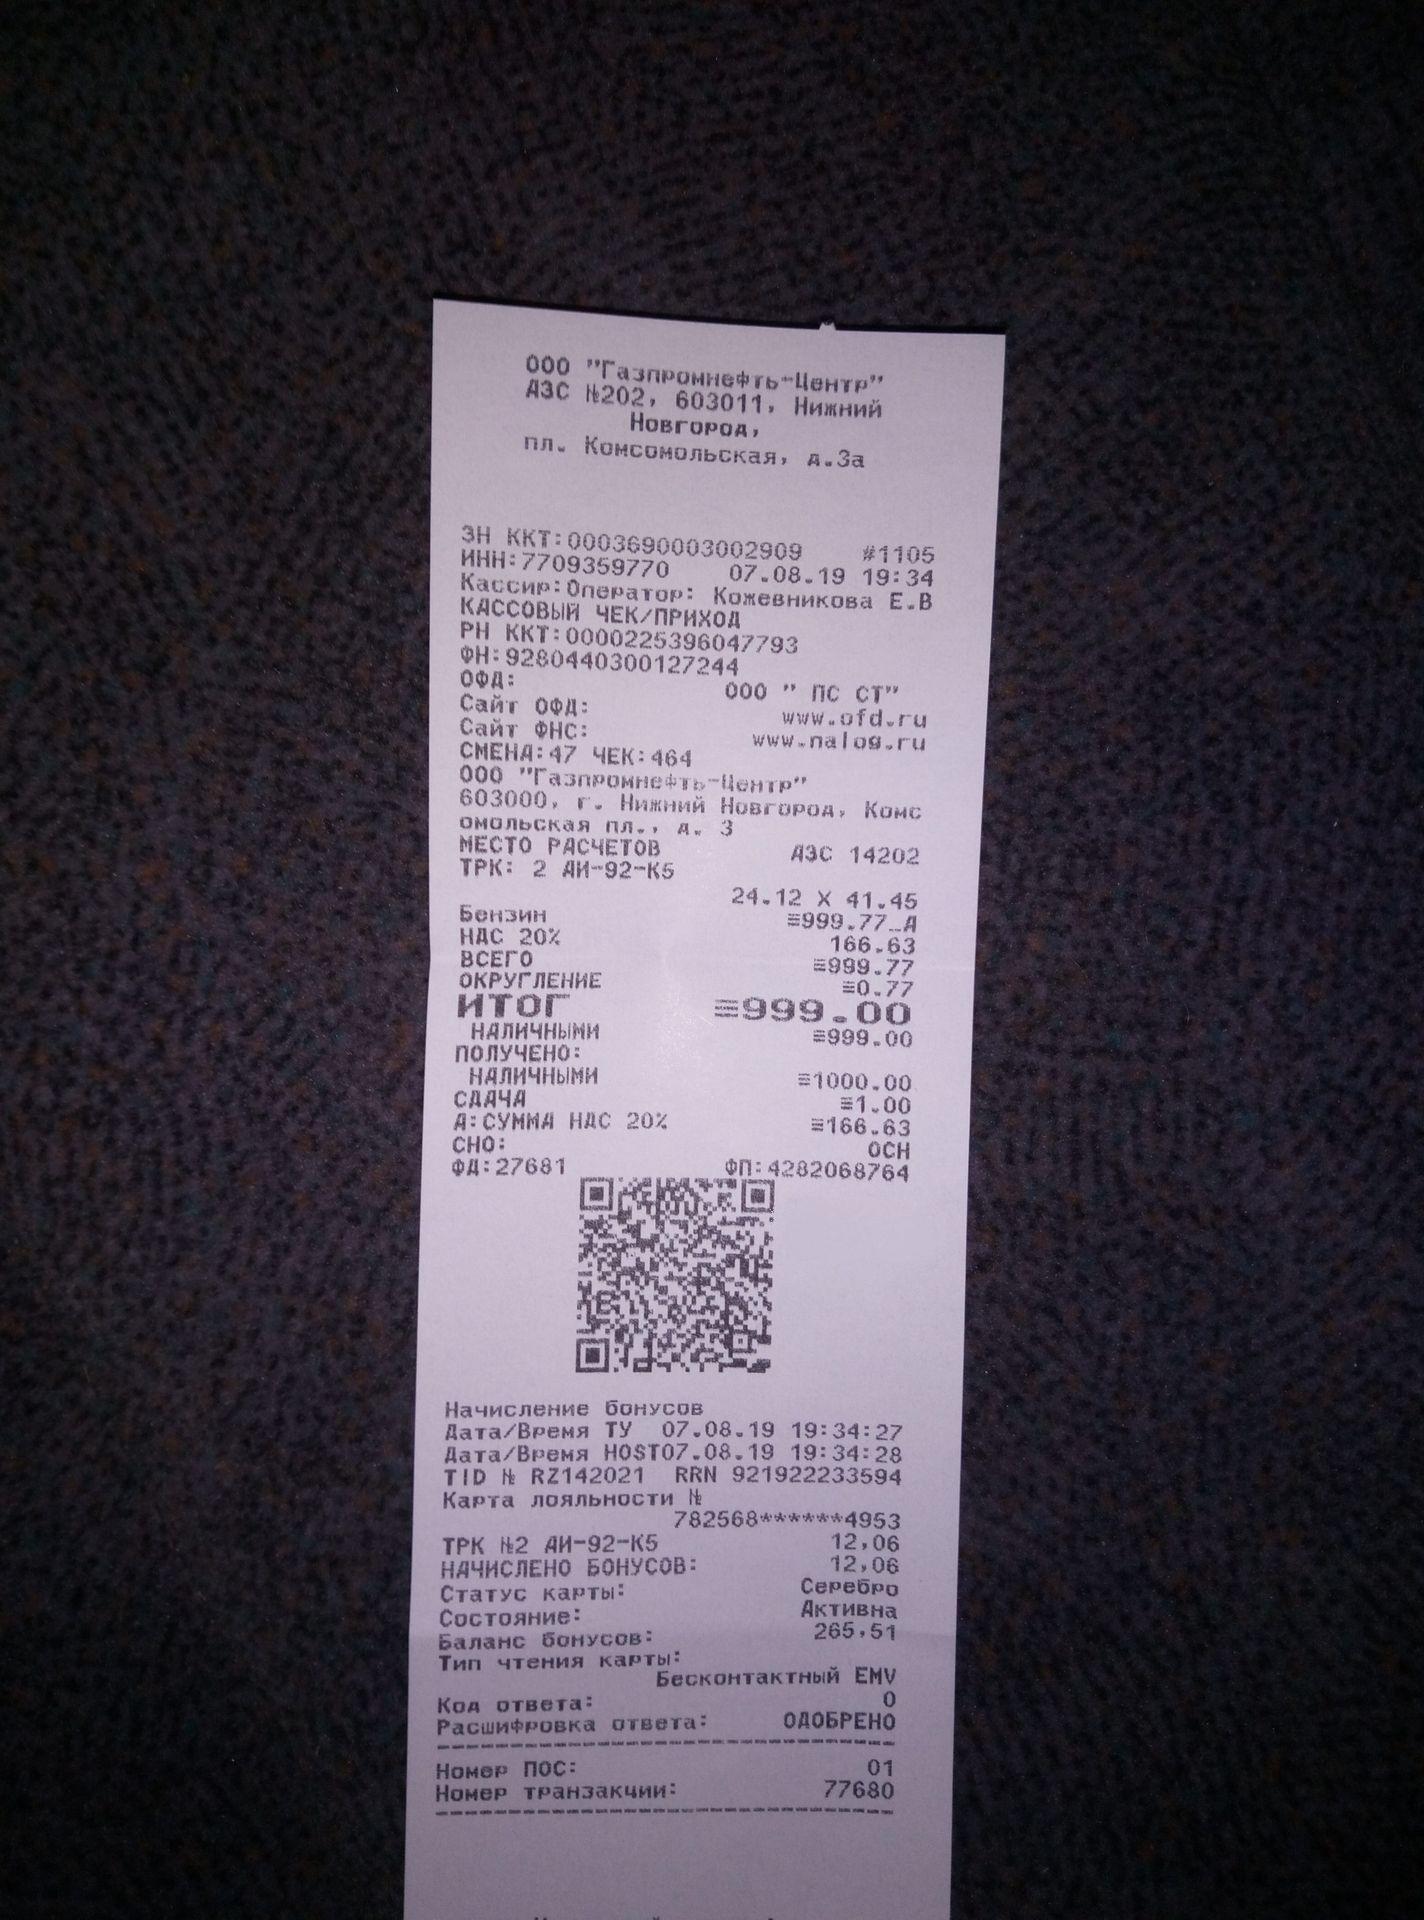 ООО "Газпромнефть-Центр"
АЗС №202, 603011, Нижний
Новгород,
пл. Комсомольская, д.3а
ЗН ККТ:0003690003002909 #1105
ИНН:7709359770 07.08.19 19:34
Кассир:Оператор: Кожевникова Е.В
КАССОВЫЙ ЧЕК/ПРИХОД
РН ККТ:0000225396047793
ФН:9280440300127244
ОФД: ООО " ПС СТ"
Сайт ОФД: www.ofd.ru
Сайт ФНС: www.nalog.ru
СМЕНА:47 ЧЕК:464
ООО "Газпромнефть-Центр"
603000, г. Нижний Новгород, Комс
омольская пл., д. 3
МЕСТО РАСЧЕТОВ АЗС 14202
ТРК: 2 АИ-92-К5
24.12 X 41.45
Бензин ≡999.77_А
НДС 20% 166.63
ВСЕГО ≡999.77
ОКРУГЛЕНИЕ ≡0.77
ИТОГ ≡999.00
НАЛИЧНЫМИ ≡999.00
ПОЛУЧЕНО:
НАЛИЧНЫМИ ≡1000.00
СДАЧА ≡1.00
А:СУММА НДС 20% ≡166.63
СНО: ОСН
ФД:27681 ФП:4282068764
Начисление бонусов
Дата/Время ТУ 07.08.19 19:34:27
Дата/Время HOST07.08.19 19:34:28
TID № RZ142021 RRN 921922233594
Карта лояльности №
782568******4953
ТРК №2 АИ-92-К5 12,06
НАЧИСЛЕНО БОНУСОВ: 12,06
Статус карты: Серебро
Состояние: Активна
Баланс бонусов: 265,51
Тип чтения карты:
Бесконтактный EMV
Код ответа: 0
Расшифровка ответа: ОДОБРЕНО
Номер ПОС: 01
Номер транзакции: 77680